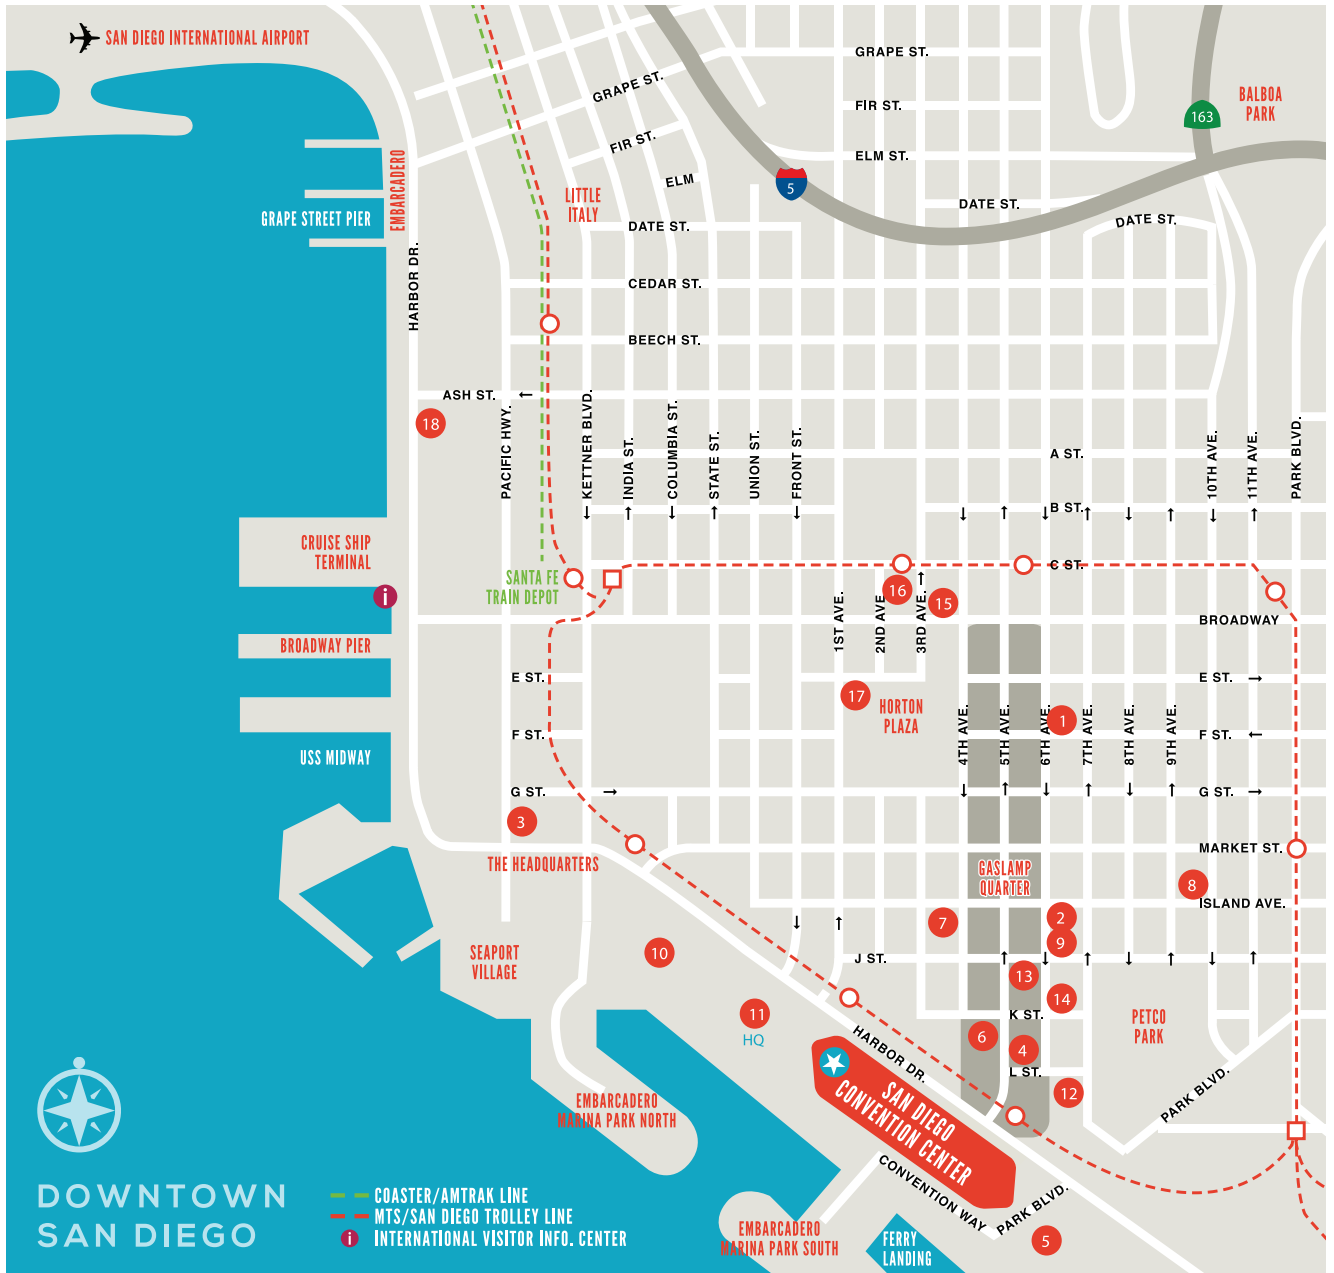 SAN DIEGO INTERNATIONAL AIRPORT
GRAPE ST.
GRAPE ST.
BALBOA
PARK
163
FIR ST.
FIR ST.
ELM ST.
ELM
5
EMBARCADERO
LITTLE
ITALY
GRAPE STREET PIER
DATE ST.
DATE ST.
DATE ST.
HARBOR DR.
CEDAR ST.
BEECH ST.
ASH ST.
18
PACIFIC HWY.
KETTNER BLVD.
INDIA ST.
COLUMBIA ST.
STATE ST.
UNION ST.
FRONT ST.
A ST.
10TH AVE.
11TH AVE.
PARK BLVD.
B ST.
CRUISE SHIP
TERMINAL
C ST.
SANTA FE
TRAIN DEPOT
i
16
15
1ST AVE.
2ND AVE.
3RD AVE.
BROADWAY
BROADWAY PIER
E ST.
E ST.
17
HORTON
PLAZA
4TH AVE.
5TH AVE.
6TH AVE.
1
7TH AVE.
8TH AVE.
9TH AVE.
F ST.
F ST.
USS MIDWAY
G ST.
G ST.
3
THE HEADQUARTERS
MARKET ST.
GASLAMP
QUARTER
8
ISLAND AVE.
7
2
9
SEAPORT
VILLAGE
10
J ST.
13
14
11
HQ
K ST.
PETCO
PARK
6
4
HARBOR DR.
L ST.
12
SAN DIEGO
CONVENTION CENTER
PARK BLVD.
EMBARCADERO
MARINA PARK NORTH
CONVENTION WAY
PARK BLVD.
5
EMBARCADERO
MARINA PARK SOUTH
FERRY
LANDING
DOWNTOWN
SAN DIEGO
COASTER/AMTRAK LINE
MTS/SAN DIEGO TROLLEY LINE
i INTERNATIONAL VISITOR INFO. CENTER